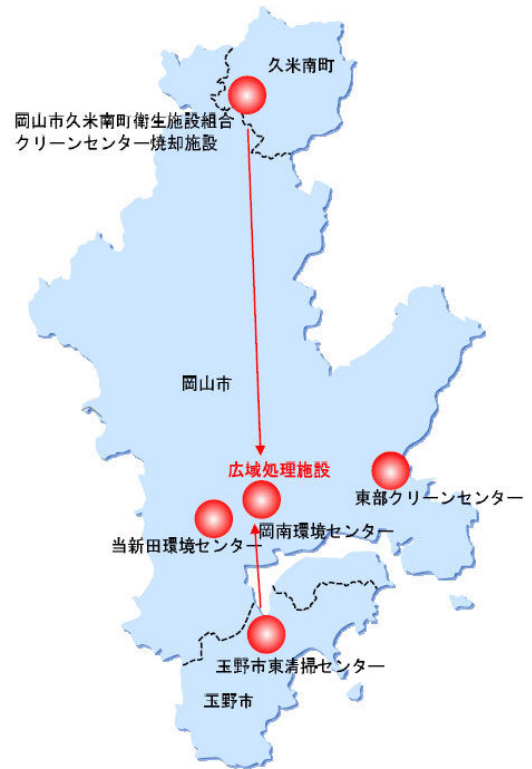 久米南町
岡山市久米南町衛生施設組合
クリーンセンター焼却施設
岡山市
広域処理施設
東部クリーンセンター
岡南環境センター
当新田環境センター
玉野市東清掃センター
玉野市